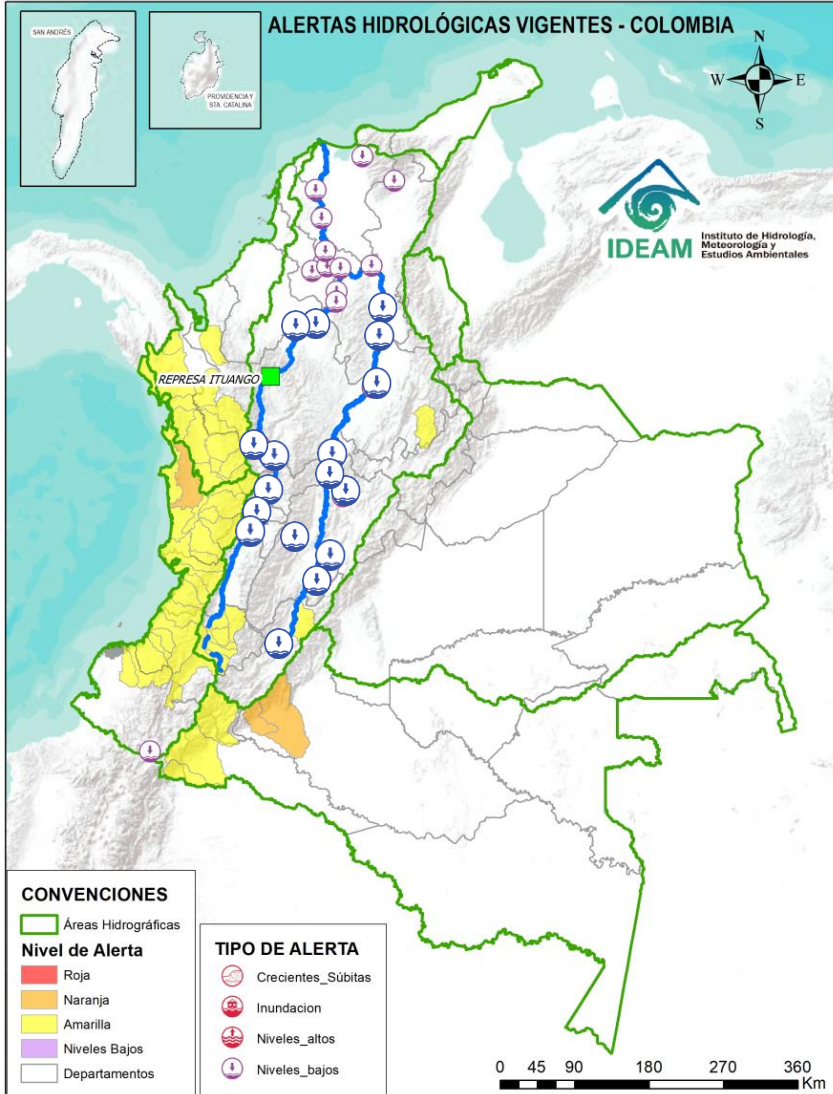 ALERTAS HIDROLÓGICAS VIGENTES - COLOMBIA
SAN ANDRÉS
PROVIDENCIA Y
STA. CATALINA
N
W
E
S
IDEAM
Instituto de Hidrología,
Meteorología y
Estudios Ambientales
REPRESA ITUANGO
CONVENCIONES
Áreas Hidrográficas
Nivel de Alerta
Roja
Naranja
Amarilla
Niveles Bajos
Departamentos
TIPO DE ALERTA
Crecientes_Súbitas
Inundacion
Niveles_altos
Niveles_bajos
0 45 90 180 270 360
Km